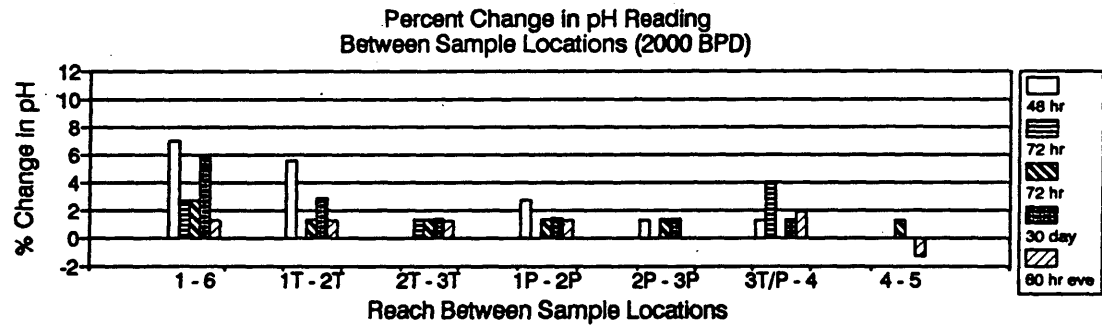 Percent Change in pH Reading
Between Sample Locations (2000 BPD)
% Change in pH
12
10
8
6
4
2
0
-2
1 - 6
1T - 2T
2T - 3T
1P - 2P
2P - 3P
3T/P - 4
4 - 5
Reach Between Sample Locations
48 hr
72 hr
72 hr
30 day
60 hr eve